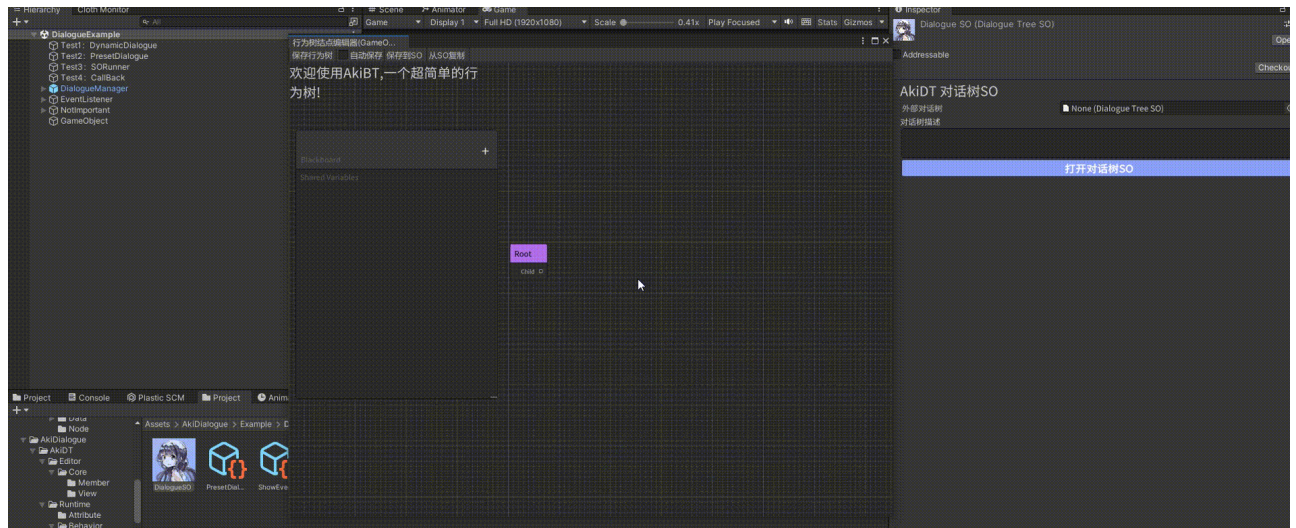 Hierarchy Cloth Monitor
All
DialogueExample
Test1: DynamicDialogue
Test2: PresetDialogue
Test3: SORunner
Test4: CallBack
DialogueManager
EventListener
NotImportant
GameObject
Scene Animator Game
Game Display 1 Full HD (1920x1080) Scale 0.41x Play Focused Stats Gizmos
行为树结点编辑器(GameO...
保存行为树 自动保存 保存到SO 从SO复制
欢迎使用AkiBT,一个超简单的行
为树!
Blackboard
Shared Variables
Root
Child
Inspector
Dialogue SO (Dialogue Tree SO)
Ope
Addressable
Checkou
AkiDT 对话树SO
外部对话树 None (Dialogue Tree SO)
对话树描述
打开对话树SO
Project Console Plastic SCM Project Anim
Data
Node
AkiDialogue
AkiDT
Editor
Core
Member
View
Runtime
Attribute
Behavior
Assets > AkiDialogue > Example > D
DialogueSO PresetDial... ShowEve